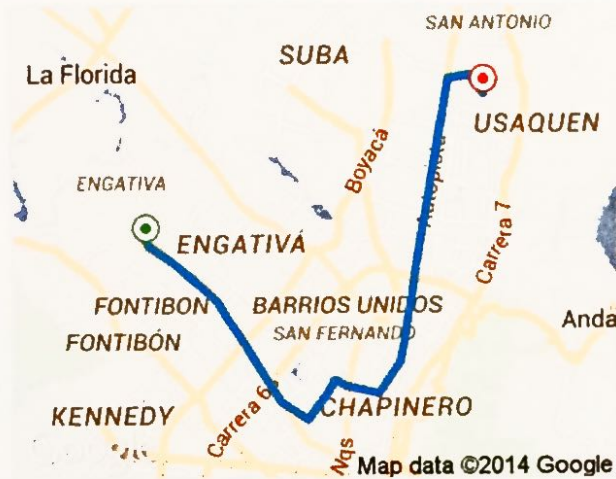 SAN ANTONIO
SUBA
La Florida
USAQUEN
Boyacá
ENGATIVA
Autopista
Carrera 7
ENGATIVÁ
FONTIBON
BARRIOS UNIDOS
Anda
SAN FERNANDO
FONTIBÓN
Carrera 68
CHAPINERO
KENNEDY
Nqs
Map data ©2014 Google